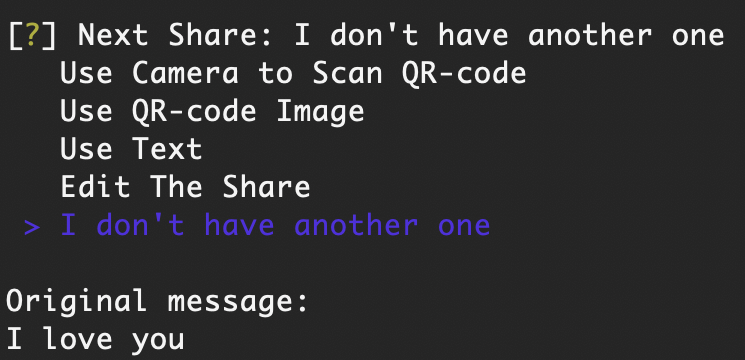 [?] Next Share: I don't have another one
Use Camera to Scan QR-code
Use QR-code Image
Use Text
Edit The Share
> I don't have another one
Original message:
I love you